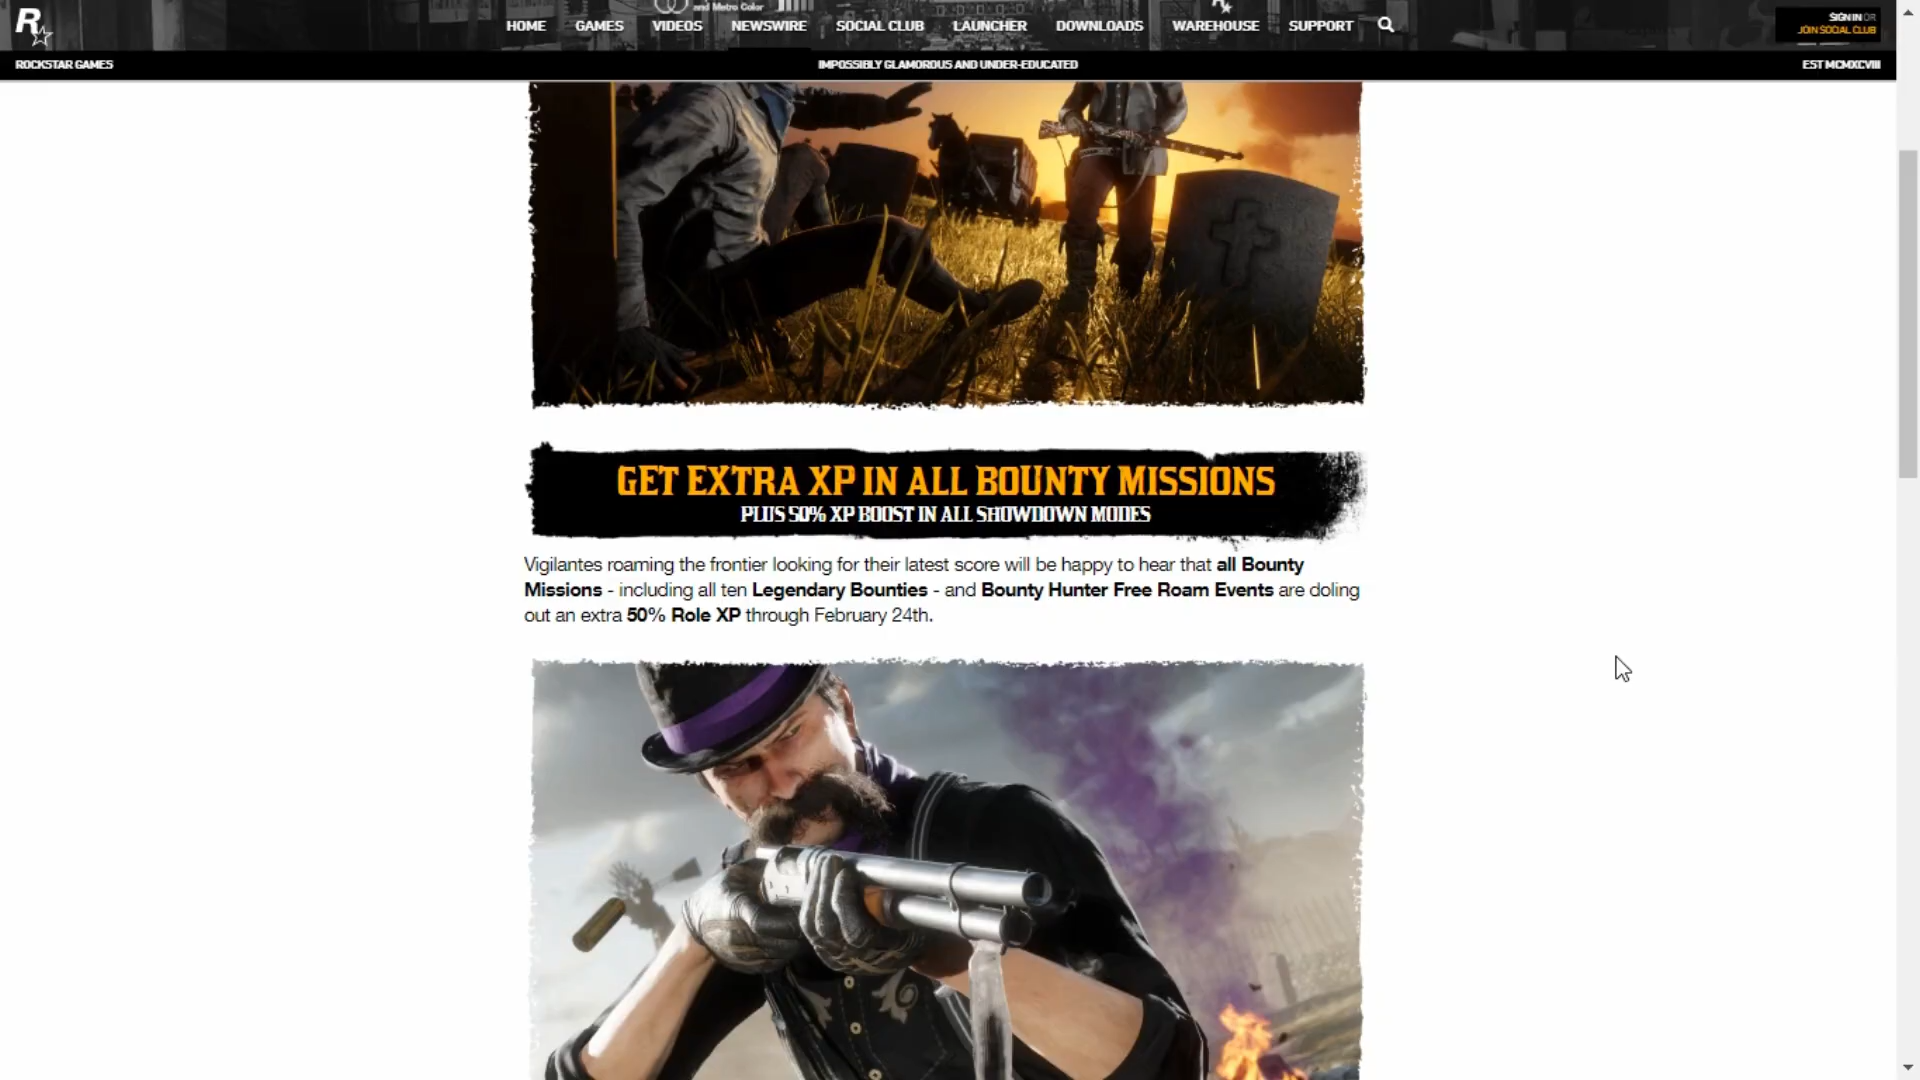 and Metro Color
R
HOME GAMES VIDEOS NEWSWIRE SOCIAL CLUB LAUNCHER DOWNLOADS WAREHOUSE SUPPORT
SIGN IN OR
JOIN SOCIAL CLUB
ROCKSTAR GAMES IMPOSSIBLY GLAMOROUS AND UNDER-EDUCATED EST MCMXCVIII
GET EXTRA XP IN ALL BOUNTY MISSIONS
PLUS 50% XP BOOST IN ALL SHOWDOWN MODES
Vigilantes roaming the frontier looking for their latest score will be happy to hear that all Bounty
Missions - including all ten Legendary Bounties - and Bounty Hunter Free Roam Events are doling
out an extra 50% Role XP through February 24th.